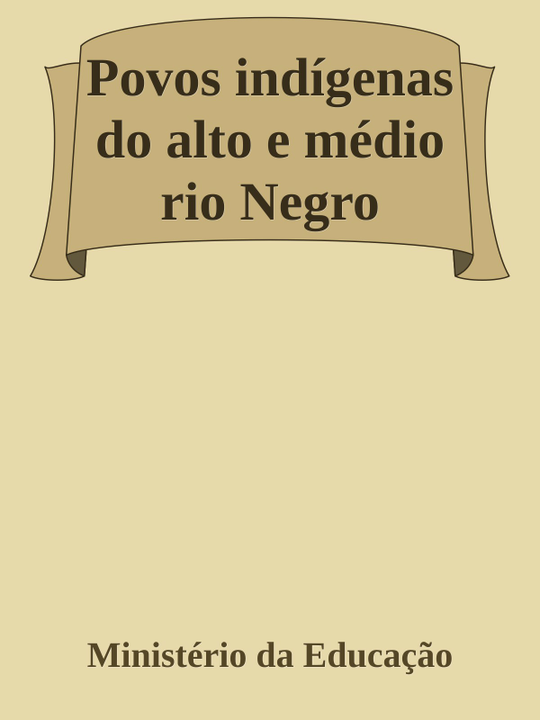 Povos indígenas
do alto e médio
rio Negro
Ministério da Educação